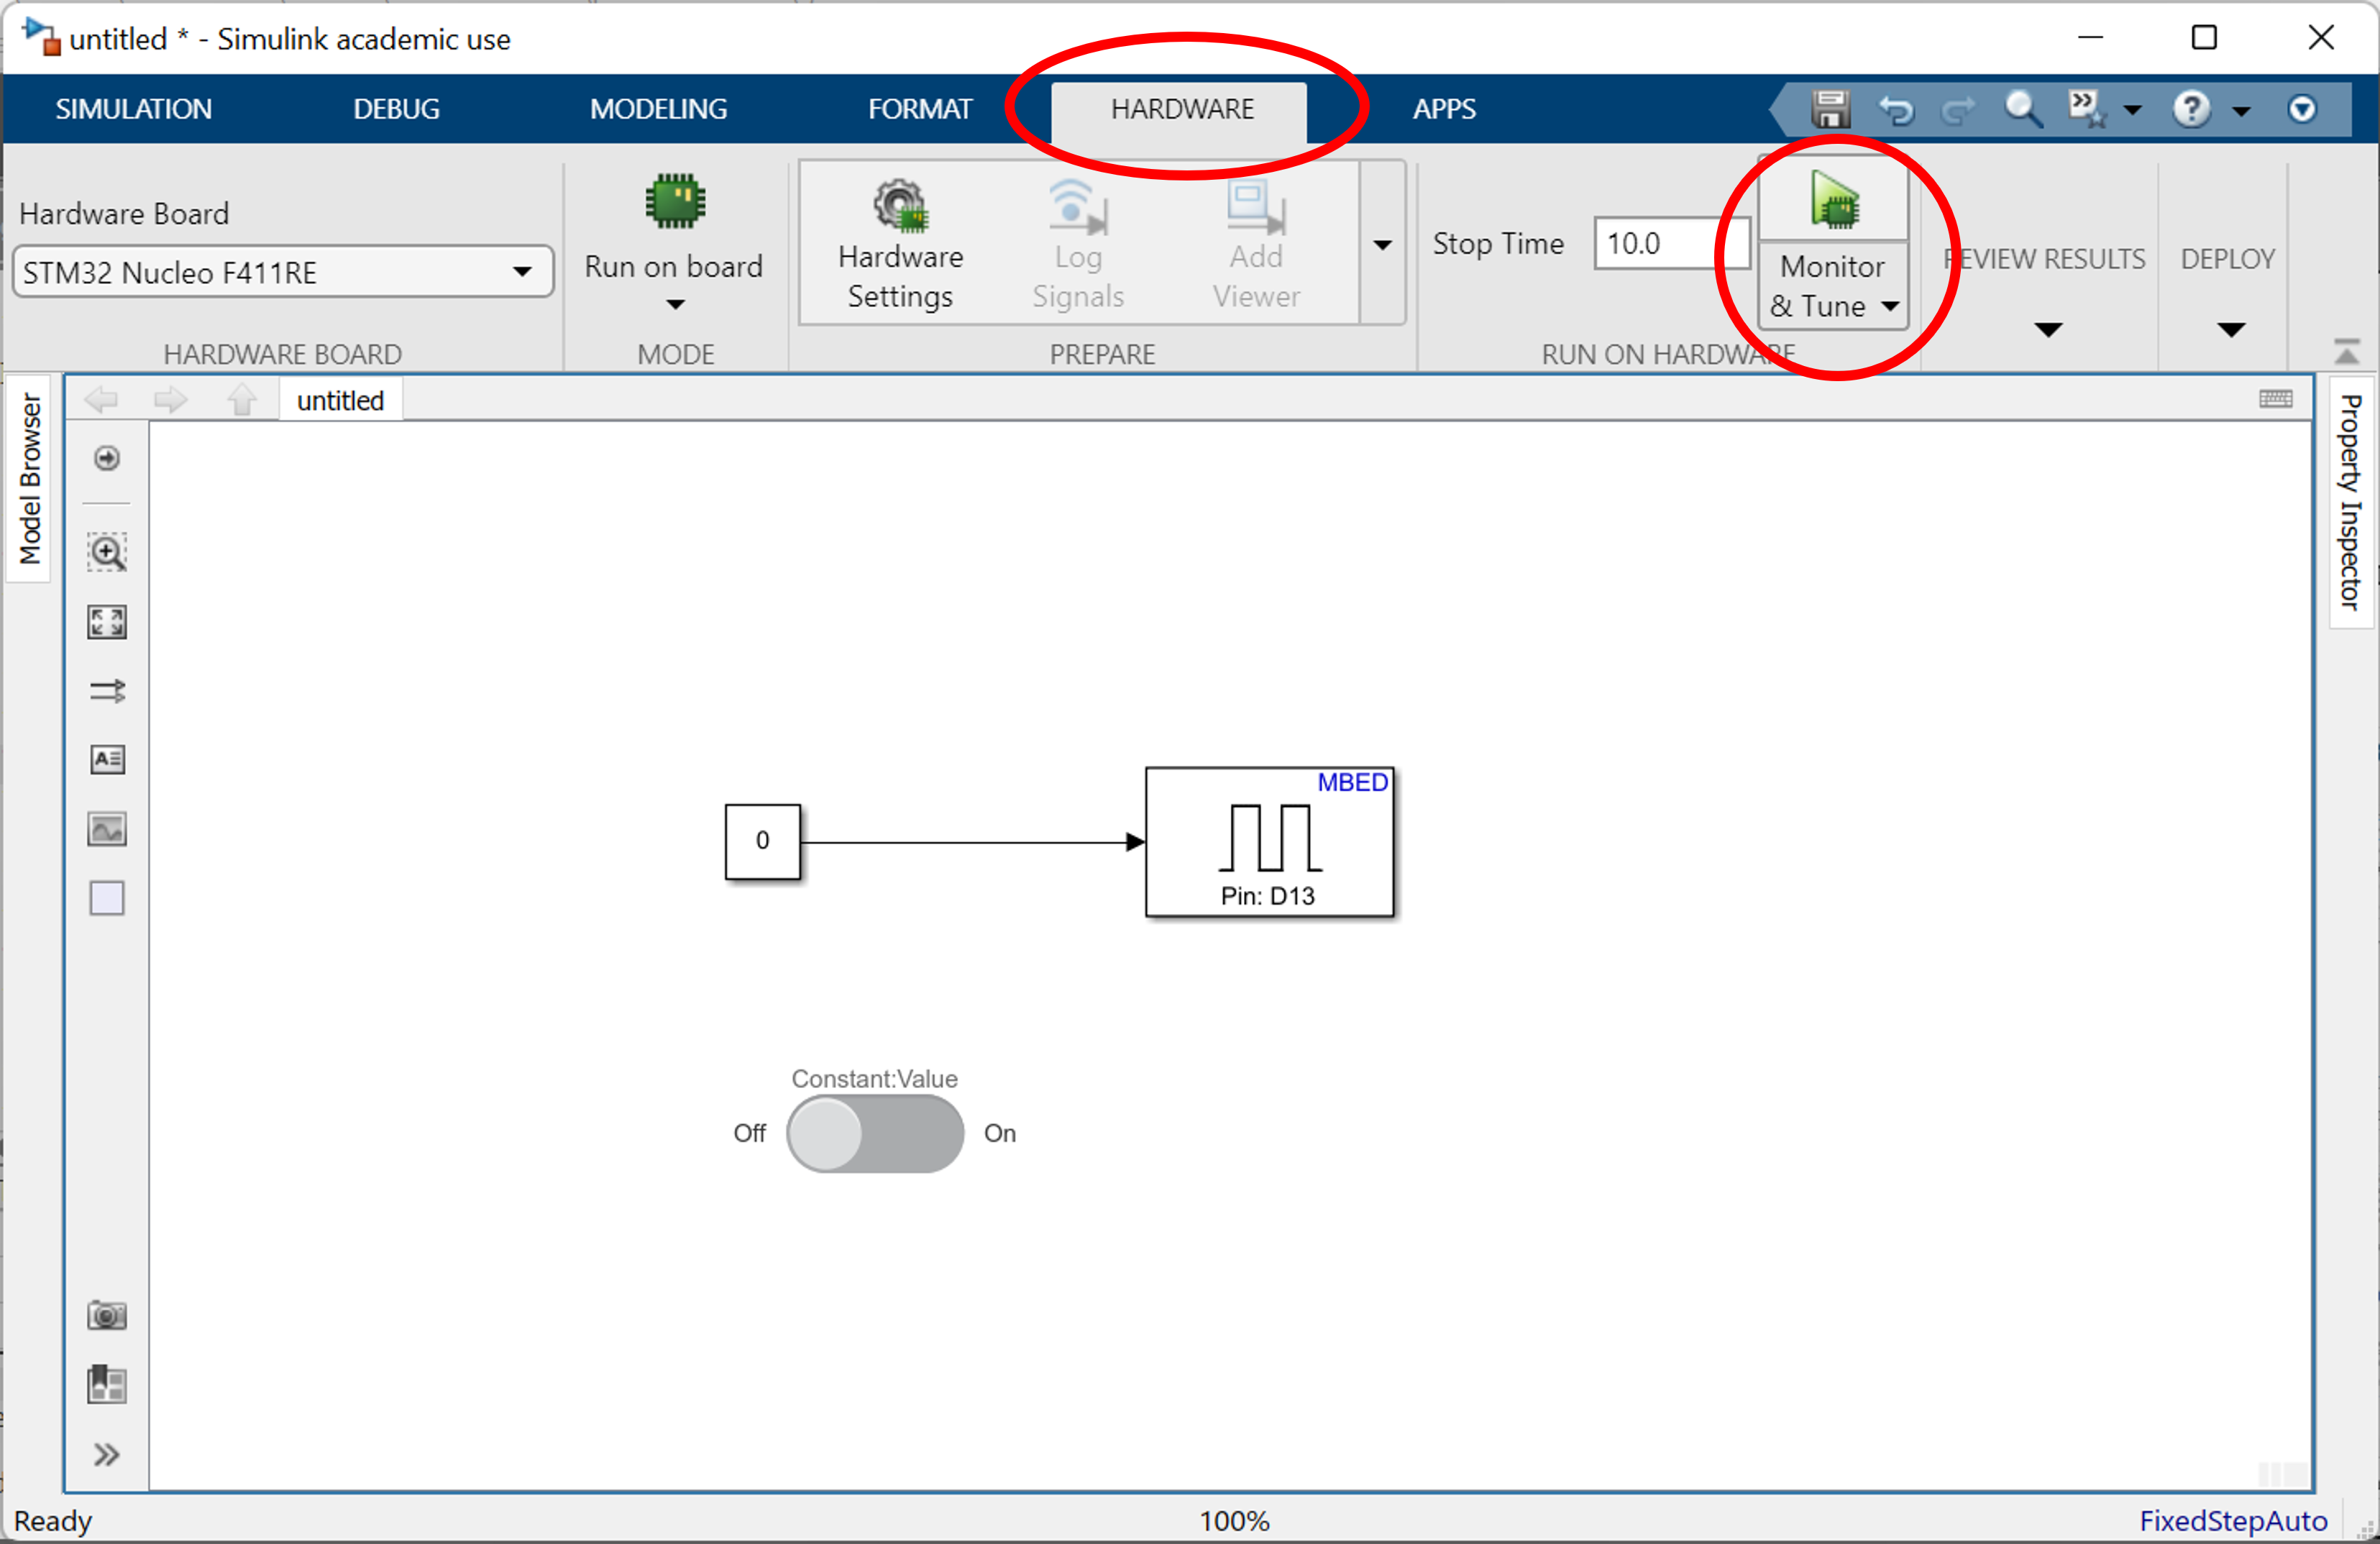 untitled * - Simulink academic use
SIMULATION DEBUG MODELING FORMAT HARDWARE APPS
Hardware Board
STM32 Nucleo F411RE
HARDWARE BOARD
Run on board
MODE
Hardware
Settings
Log
Signals
Add
Viewer
PREPARE
Stop Time 10.0
Monitor
& Tune
RUN ON HARDWARE
REVIEW RESULTS
DEPLOY
Model Browser
untitled
Property Inspector
0
MBED
Pin: D13
Constant:Value
Off On
Ready 100% FixedStepAuto